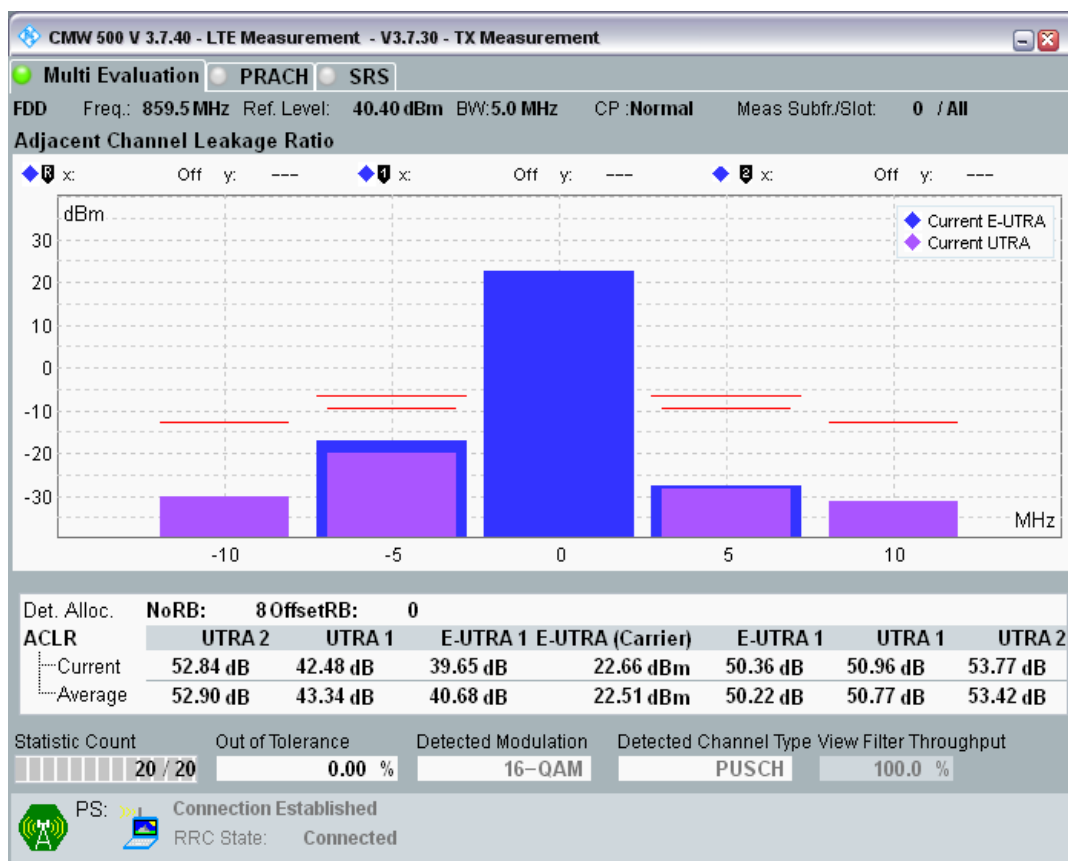 CMW 500 V 3.7.40 - LTE Measurement - V3.7.30 - TX Measurement
Multi Evaluation PRACH SRS
FDD Freq.: 859.5 MHz Ref. Level: 40.40 dBm BW:5.0 MHz CP :Normal Meas Subfr./Slot: 0 / All
Adjacent Channel Leakage Ratio
R x: Off y: --- 1 x: Off y: --- 2 x: Off y: ---
dBm
Current E-UTRA
Current UTRA
30
20
10
0
-10
-20
-30
MHz
-10 -5 0 5 10
Det. Alloc. NoRB: 8 OffsetRB: 0
ACLR UTRA 2 UTRA 1 E-UTRA 1 E-UTRA (Carrier) E-UTRA 1 UTRA 1 UTRA 2
Current 52.84 dB 42.48 dB 39.65 dB 22.66 dBm 50.36 dB 50.96 dB 53.77 dB
Average 52.90 dB 43.34 dB 40.68 dB 22.51 dBm 50.22 dB 50.77 dB 53.42 dB
Statistic Count Out of Tolerance Detected Modulation Detected Channel Type View Filter Throughput
20 / 20 0.00 % 16-QAM PUSCH 100.0 %
PS: Connection Established
RRC State: Connected